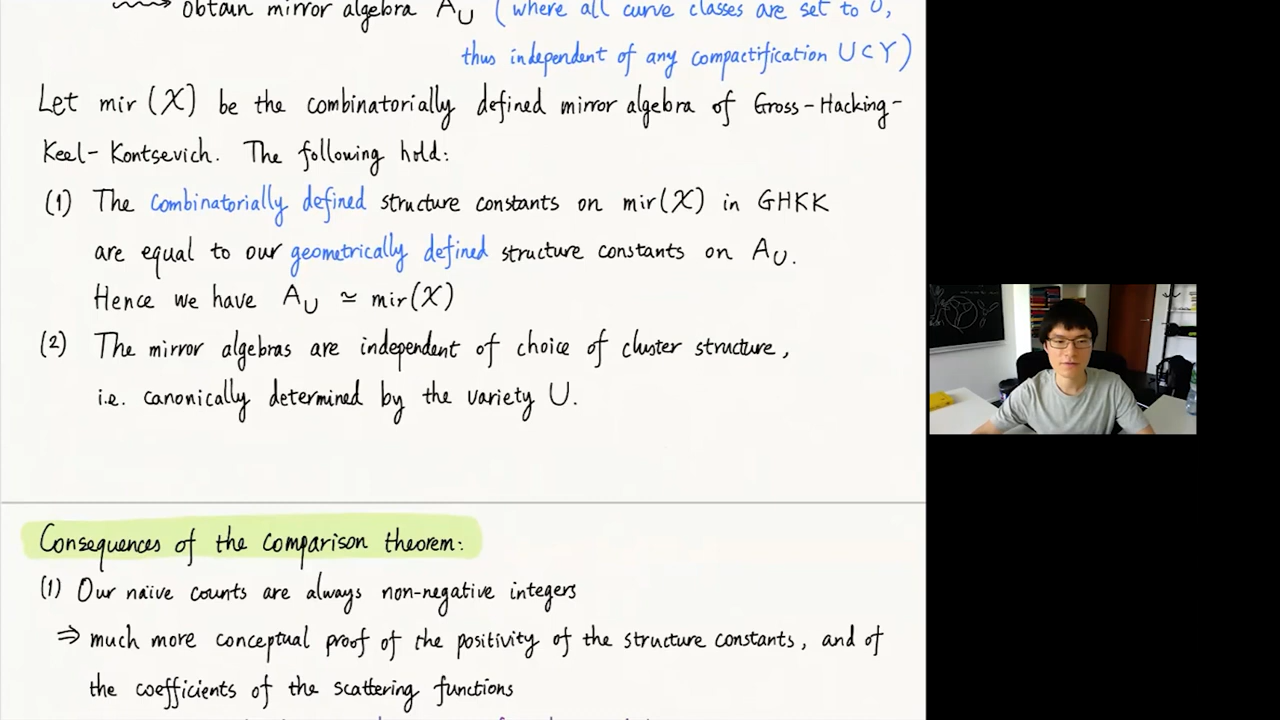 obtain mirror algebra A_U (where all curve classes are set to 0,
thus independent of any compactification U⊂Y)
Let mir(X) be the combinatorially defined mirror algebra of Gross-Hacking-
Keel-Kontsevich. The following hold:
(1) The combinatorially defined structure constants on mir(X) in GHKK
are equal to our geometrically defined structure constants on A_U.
Hence we have A_U ≃ mir(X)
(2) The mirror algebras are independent of choice of cluster structure,
i.e. canonically determined by the variety U.
Consequences of the comparison theorem:
(1) Our naïve counts are always non-negative integers
⇒ much more conceptual proof of the positivity of the structure constants, and of
the coefficients of the scattering functions